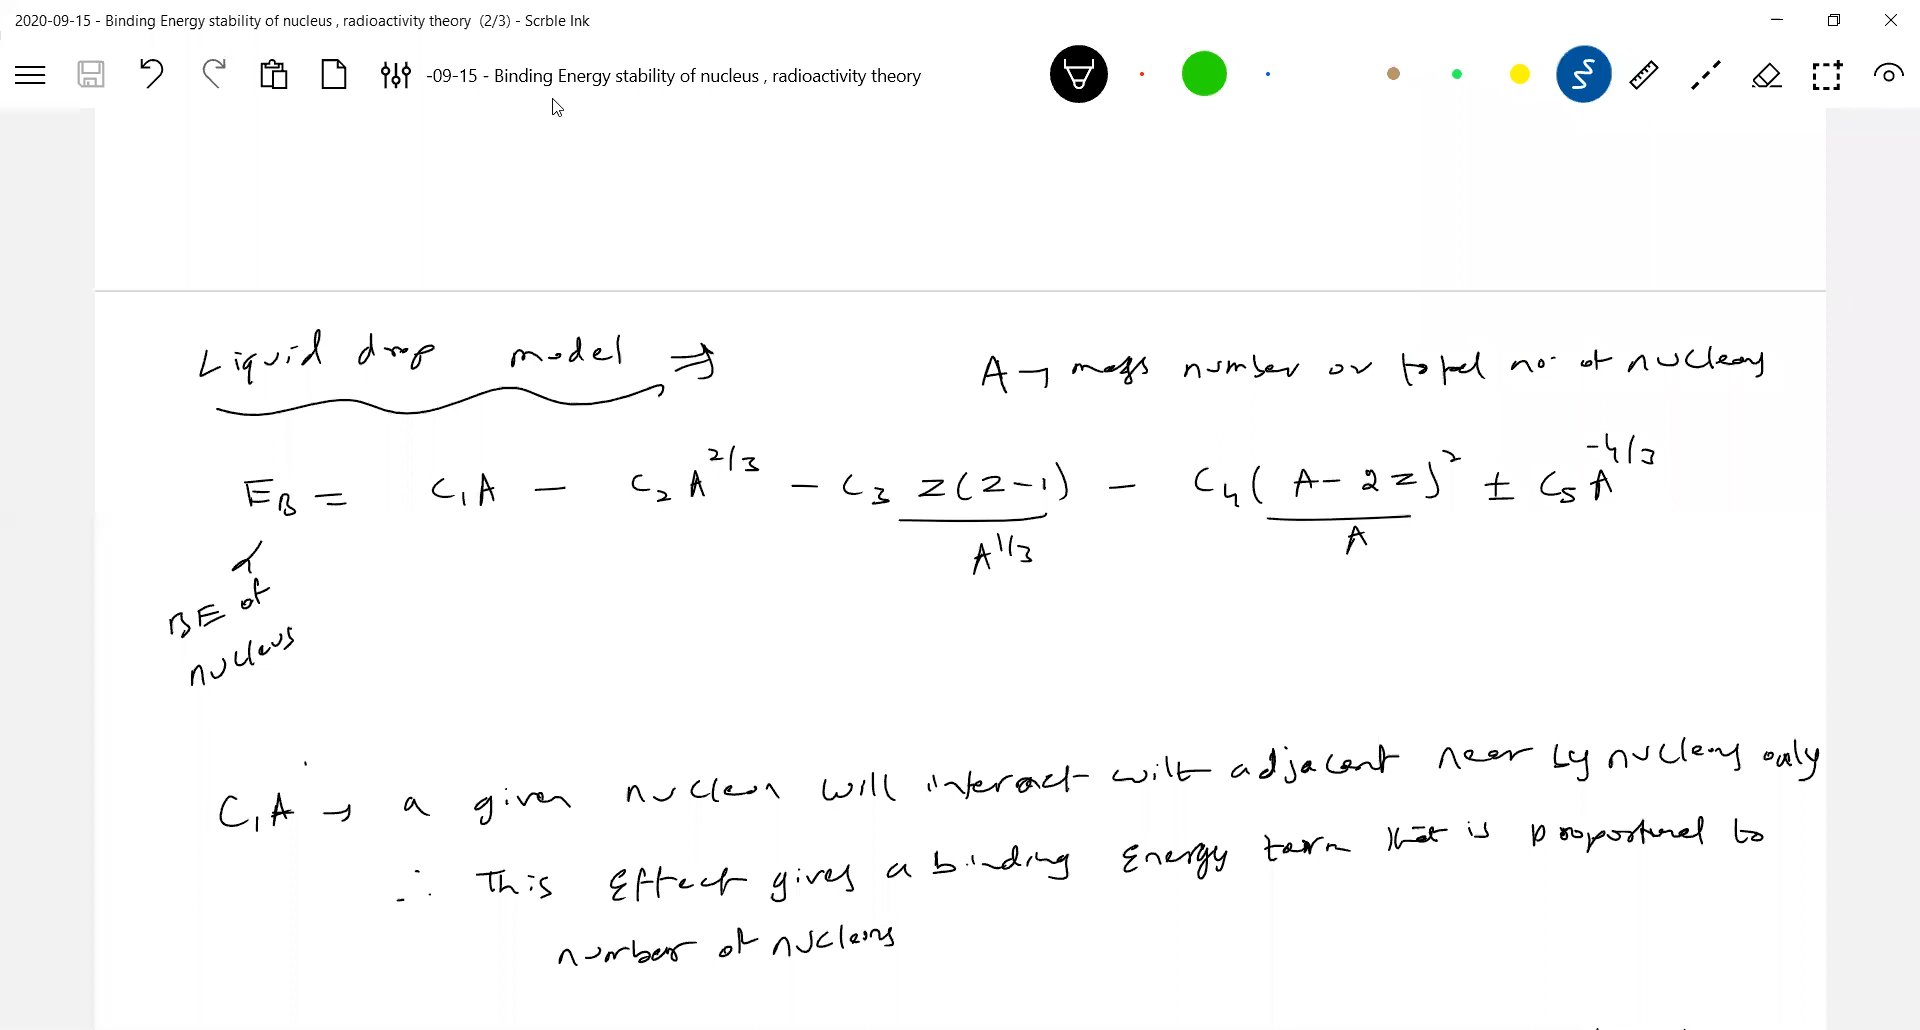 2020-09-15 - Binding Energy stability of nucleus , radioactivity theory (2/3) - Scrble Ink
-09-15 - Binding Energy stability of nucleus , radioactivity theory
Liquid drop model ⇒
A → mass number or total no. of nucleons
E_B = C₁A − C₂A^{2/3} − C₃ Z(Z−1)/A^{1/3} − C₄(A−2Z)²/A ± C₅A^{-4/3}
BE of
nucleus
C₁A → a given nucleon will interact with adjacent near by nucleons only
∴ This Effect gives a binding Energy term that is proportional to
number of nucleons